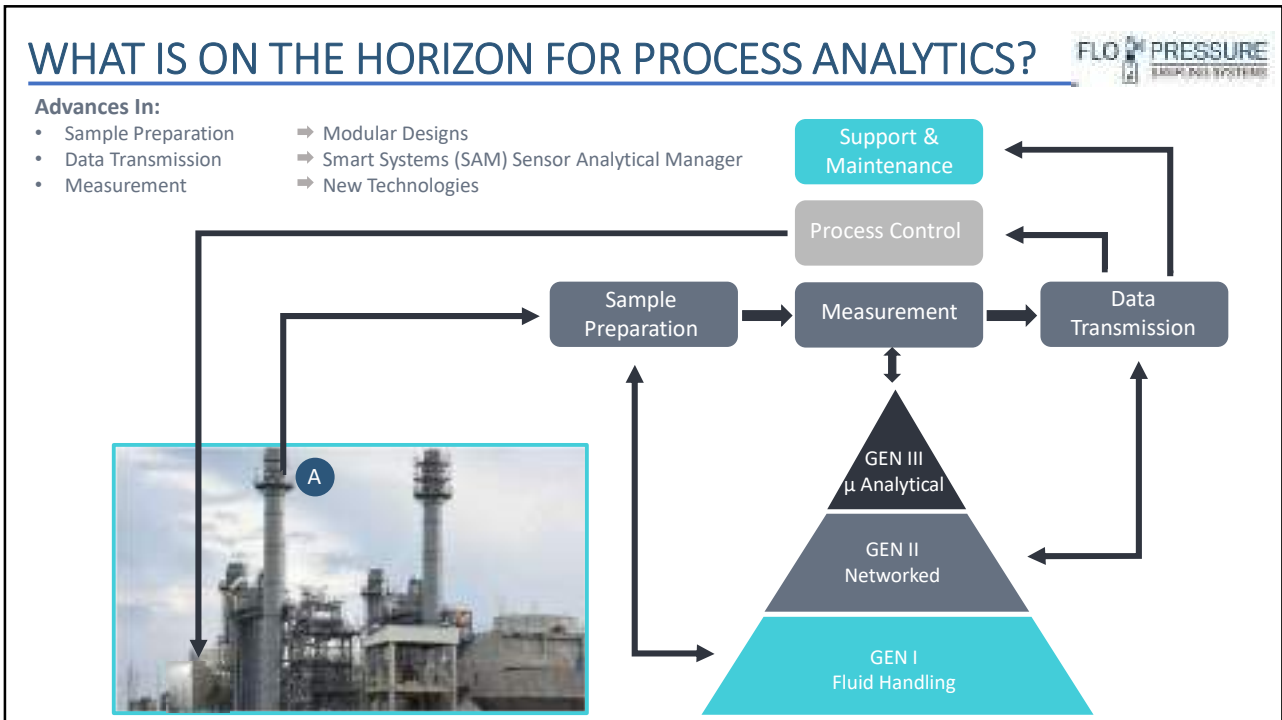 WHAT IS ON THE HORIZON FOR PROCESS ANALYTICS?
FLO PRESSURE
SAMPLING SYSTEMS
Advances In:
• Sample Preparation ➡ Modular Designs
• Data Transmission ➡ Smart Systems (SAM) Sensor Analytical Manager
• Measurement ➡ New Technologies
Support &
Maintenance
Process Control
Sample
Preparation
Measurement
Data
Transmission
A
GEN III
µ Analytical
GEN II
Networked
GEN I
Fluid Handling